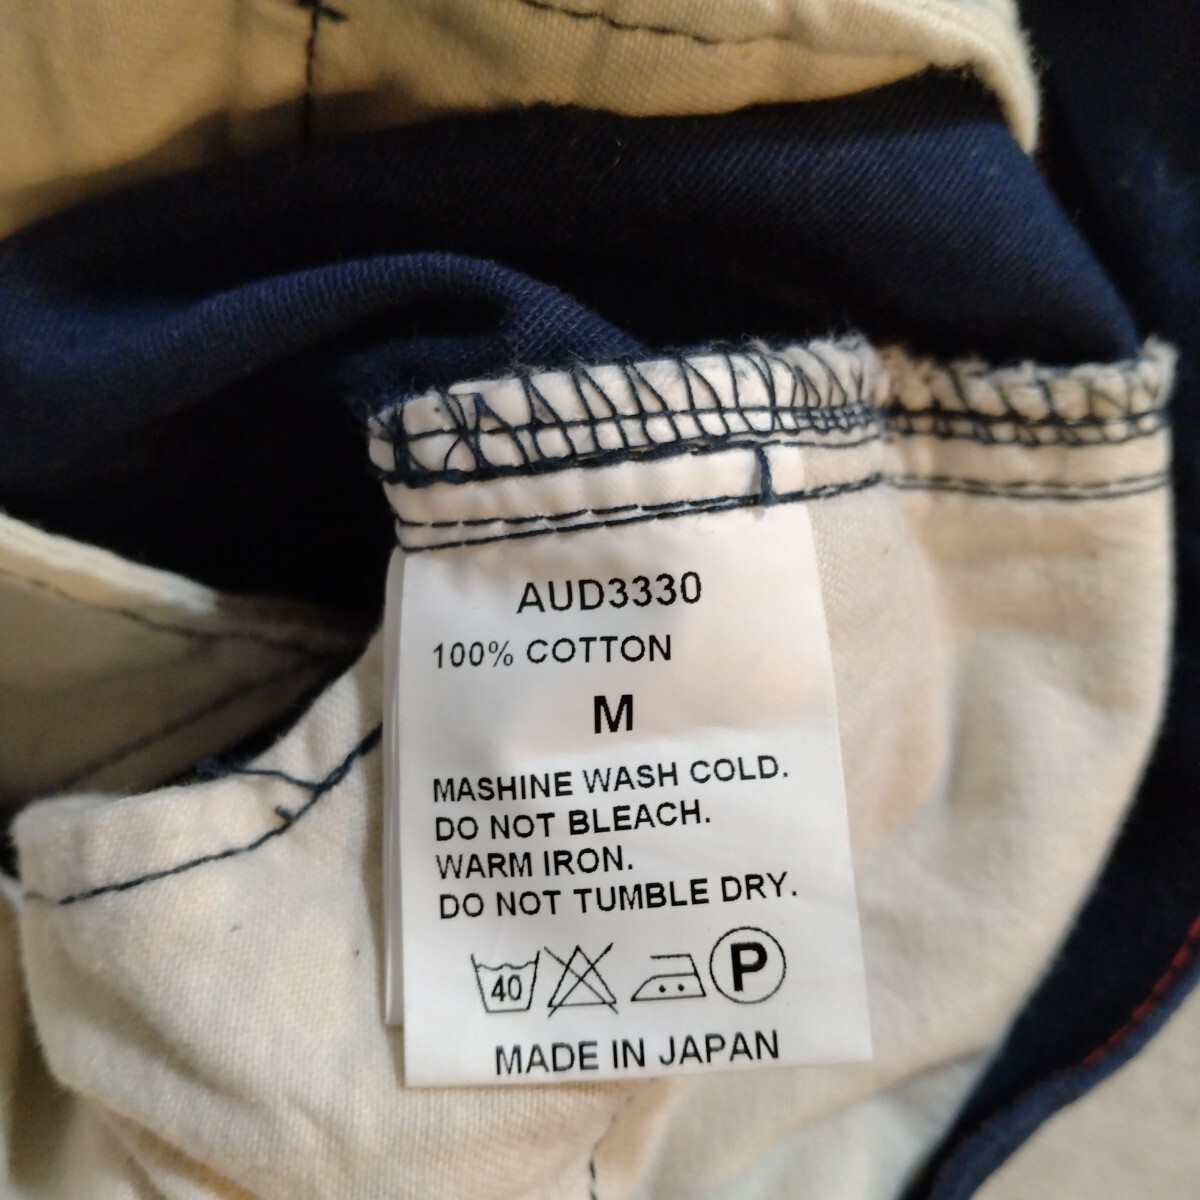 AUD3330
100% COTTON
M
MASHINE WASH COLD.
DO NOT BLEACH.
WARM IRON.
DO NOT TUMBLE DRY.
40 P
MADE IN JAPAN